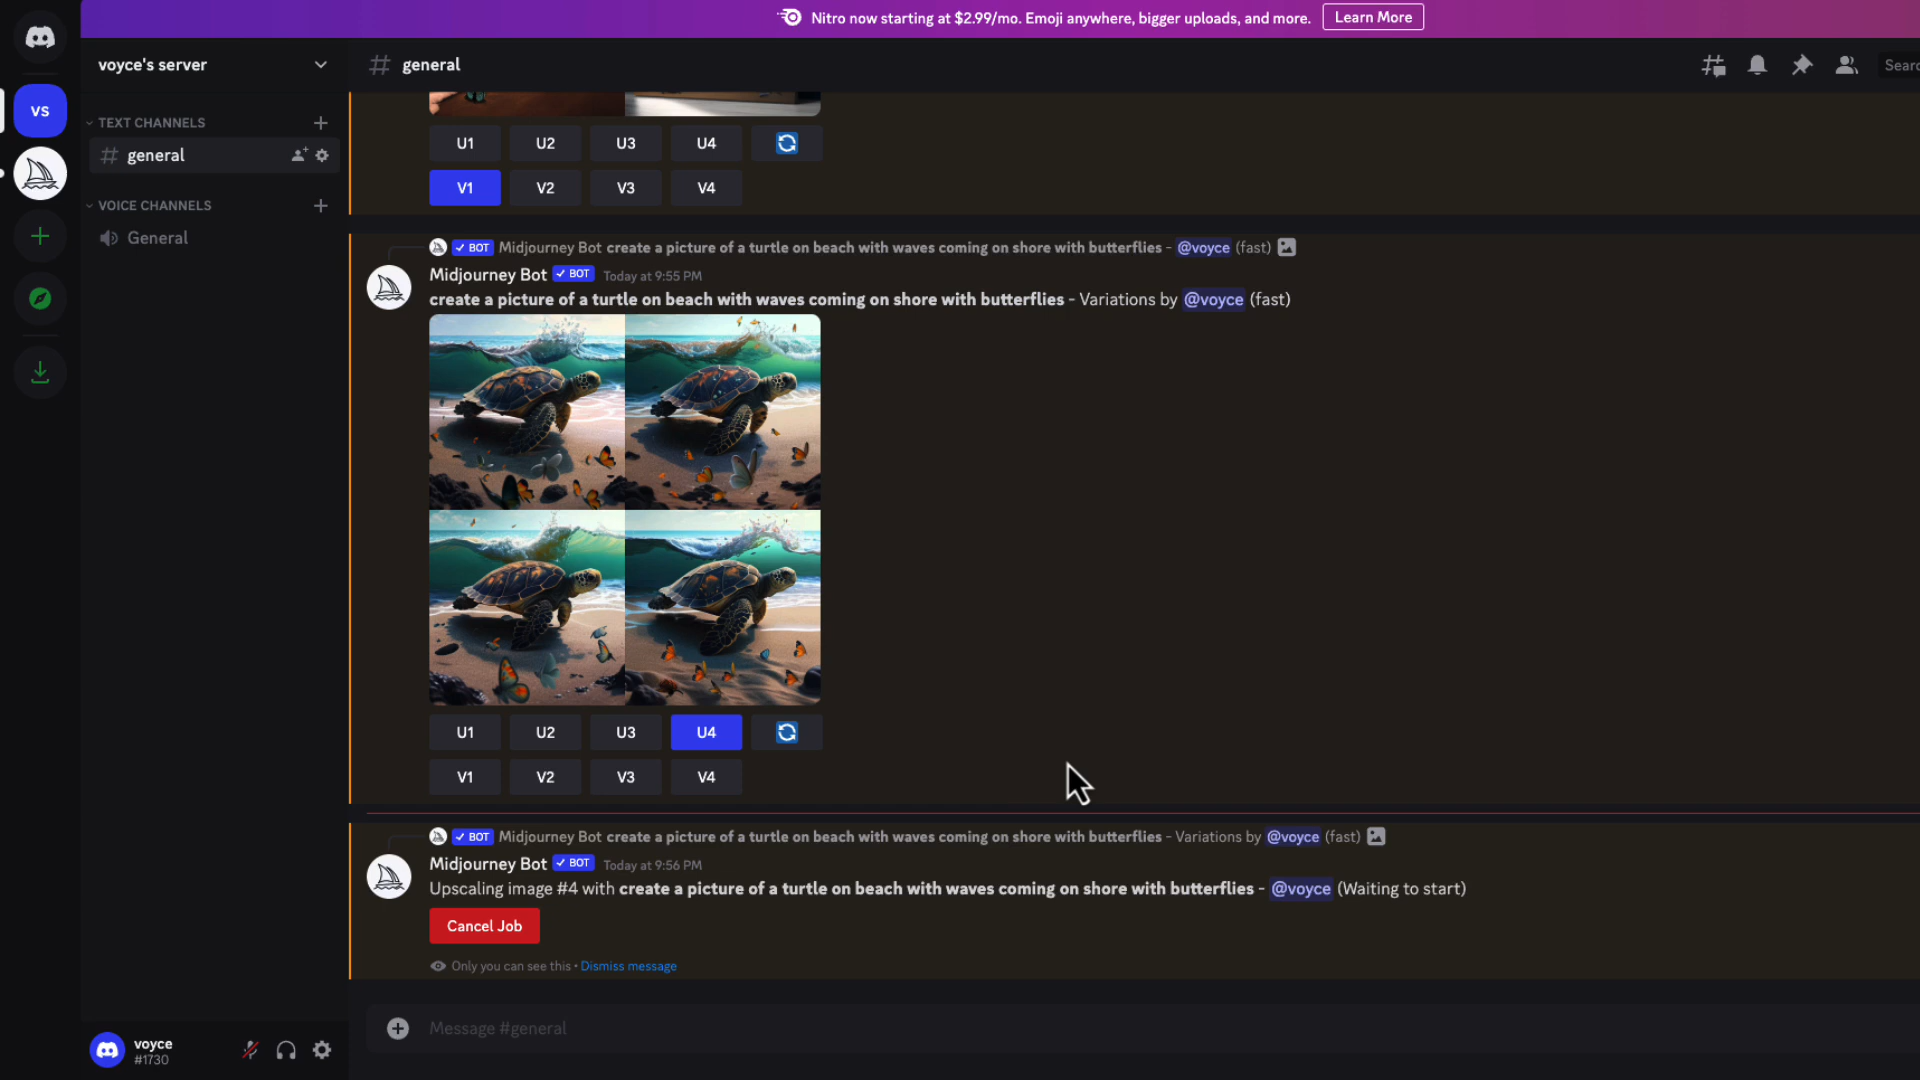 Nitro now starting at $2.99/mo. Emoji anywhere, bigger uploads, and more. Learn More
voyce's server
# general
Searc
VS
TEXT CHANNELS
# general
VOICE CHANNELS
General
U1 U2 U3 U4
V1 V2 V3 V4
✓ BOT Midjourney Bot create a picture of a turtle on beach with waves coming on shore with butterflies - @voyce (fast)
Midjourney Bot ✓ BOT Today at 9:55 PM
create a picture of a turtle on beach with waves coming on shore with butterflies - Variations by @voyce (fast)
U1 U2 U3 U4
V1 V2 V3 V4
✓ BOT Midjourney Bot create a picture of a turtle on beach with waves coming on shore with butterflies - Variations by @voyce (fast)
Midjourney Bot ✓ BOT Today at 9:56 PM
Upscaling image #4 with create a picture of a turtle on beach with waves coming on shore with butterflies - @voyce (Waiting to start)
Cancel Job
Only you can see this • Dismiss message
Message #general
voyce
#1730